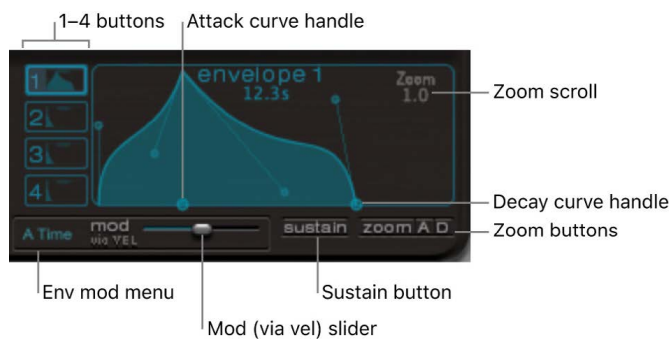 1–4 buttons
Attack curve handle
1
envelope 1
12.3s
Zoom
1.0
Zoom scroll
2
3
4
Decay curve handle
A Time
mod
via VEL
sustain
zoom A D
Zoom buttons
Env mod menu
Sustain button
Mod (via vel) slider